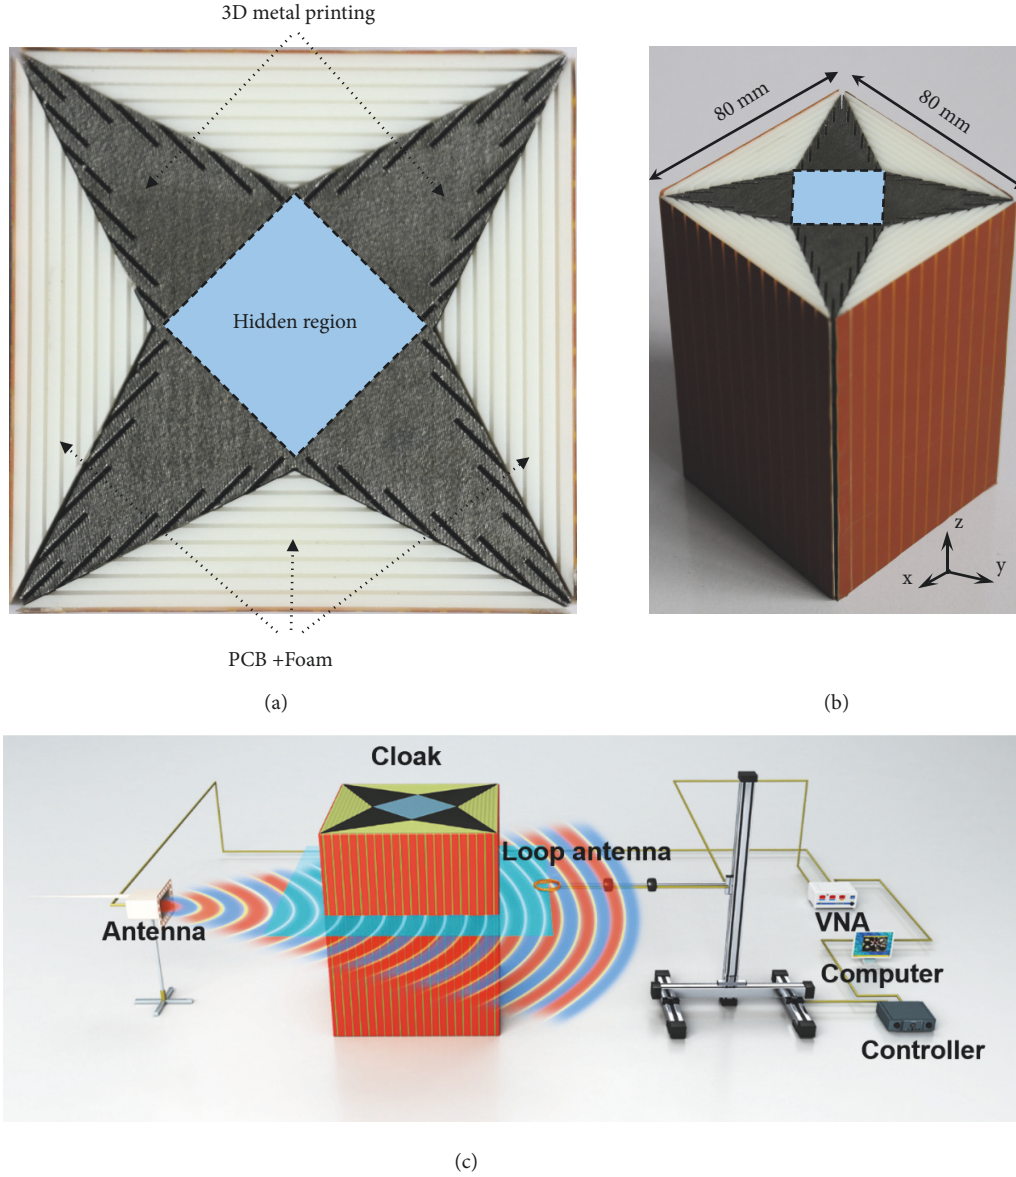 3D metal printing
Hidden region
PCB +Foam
(a)
80 mm
80 mm
z
x
y
(b)
Cloak
Loop antenna
Antenna
VNA
Computer
Controller
(c)